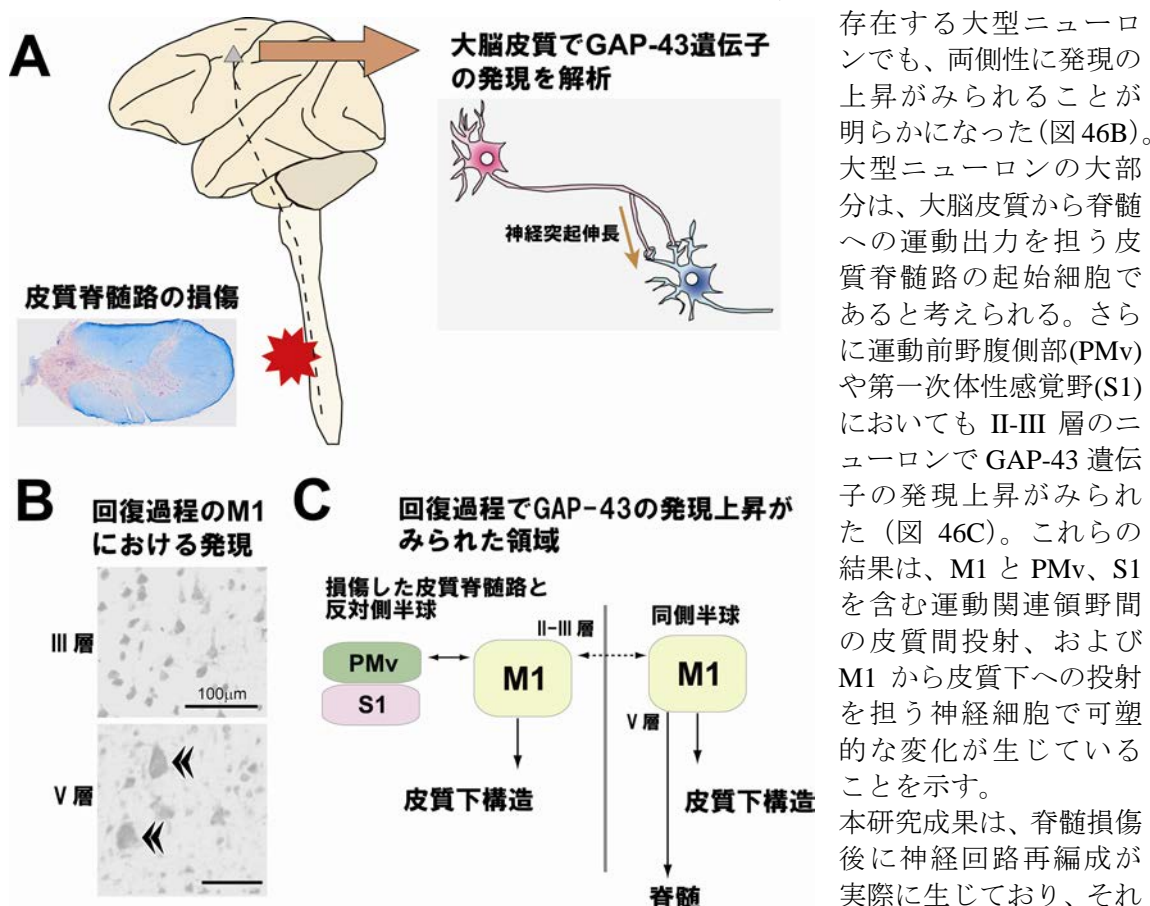 A
大脳皮質でGAP-43遺伝子
の発現を解析
神経突起伸長
皮質脊髄路の損傷
B
回復過程のM1
における発現
III 層
100μm
V 層
C
回復過程でGAP-43の発現上昇が
みられた領域
損傷した皮質脊髄路と
反対側半球
II-III 層
同側半球
PMv
S1
M1
M1
V 層
皮質下構造
皮質下構造
脊髄
存在する大型ニューロ
ンでも、両側性に発現の
上昇がみられることが
明らかになった(図 46B)。
大型ニューロンの大部
分は、大脳皮質から脊髄
への運動出力を担う皮
質脊髄路の起始細胞で
あると考えられる。さら
に運動前野腹側部(PMv)
や第一次体性感覚野(S1)
においても II-III 層のニ
ューロンで GAP-43 遺伝
子の発現上昇がみられ
た(図 46C)。これらの
結果は、M1 と PMv、S1
を含む運動関連領野間
の皮質間投射、および
M1 から皮質下への投射
を担う神経細胞で可塑
的な変化が生じている
ことを示す。
本研究成果は、脊髄損傷
後に神経回路再編成が
実際に生じており、それ